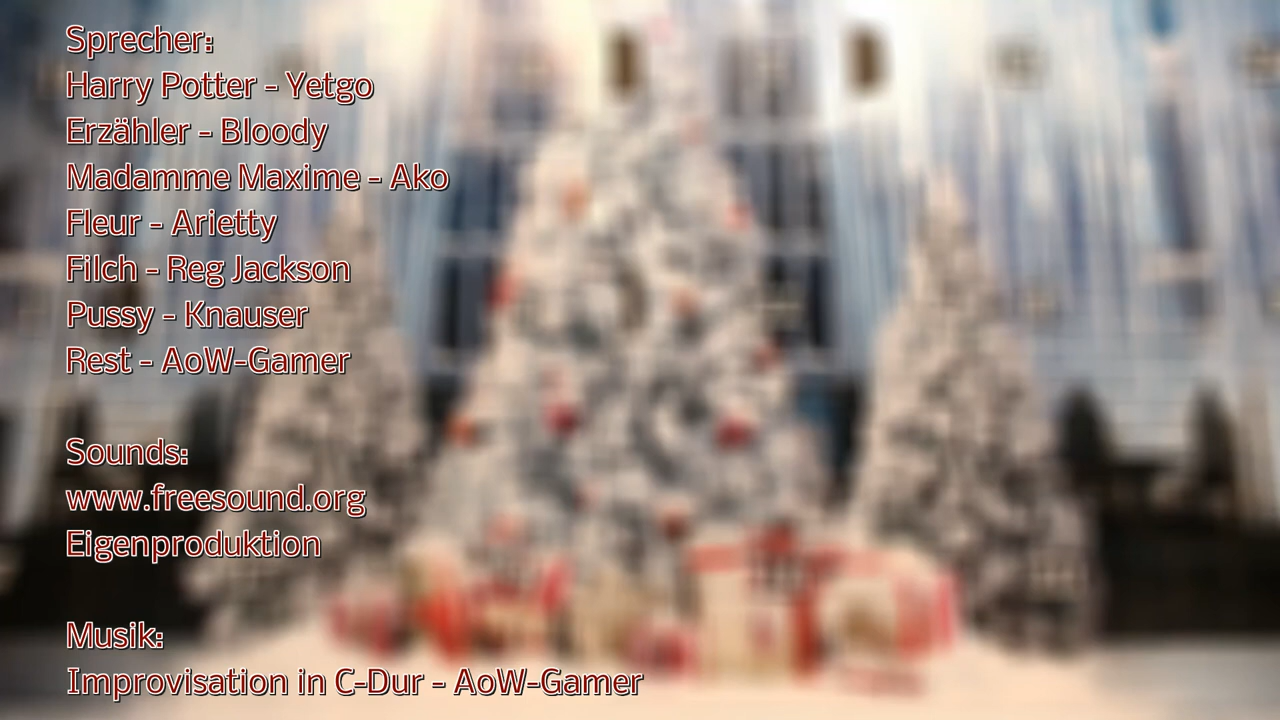 Sprecher:
Harry Potter - Yetgo
Erzähler - Bloody
Madamme Maxime - Ako
Fleur - Arietty
Filch - Reg Jackson
Pussy - Knauser
Rest - AoW-Gamer
Sounds:
www.freesound.org
Eigenproduktion
Musik:
Improvisation in C-Dur - AoW-Gamer